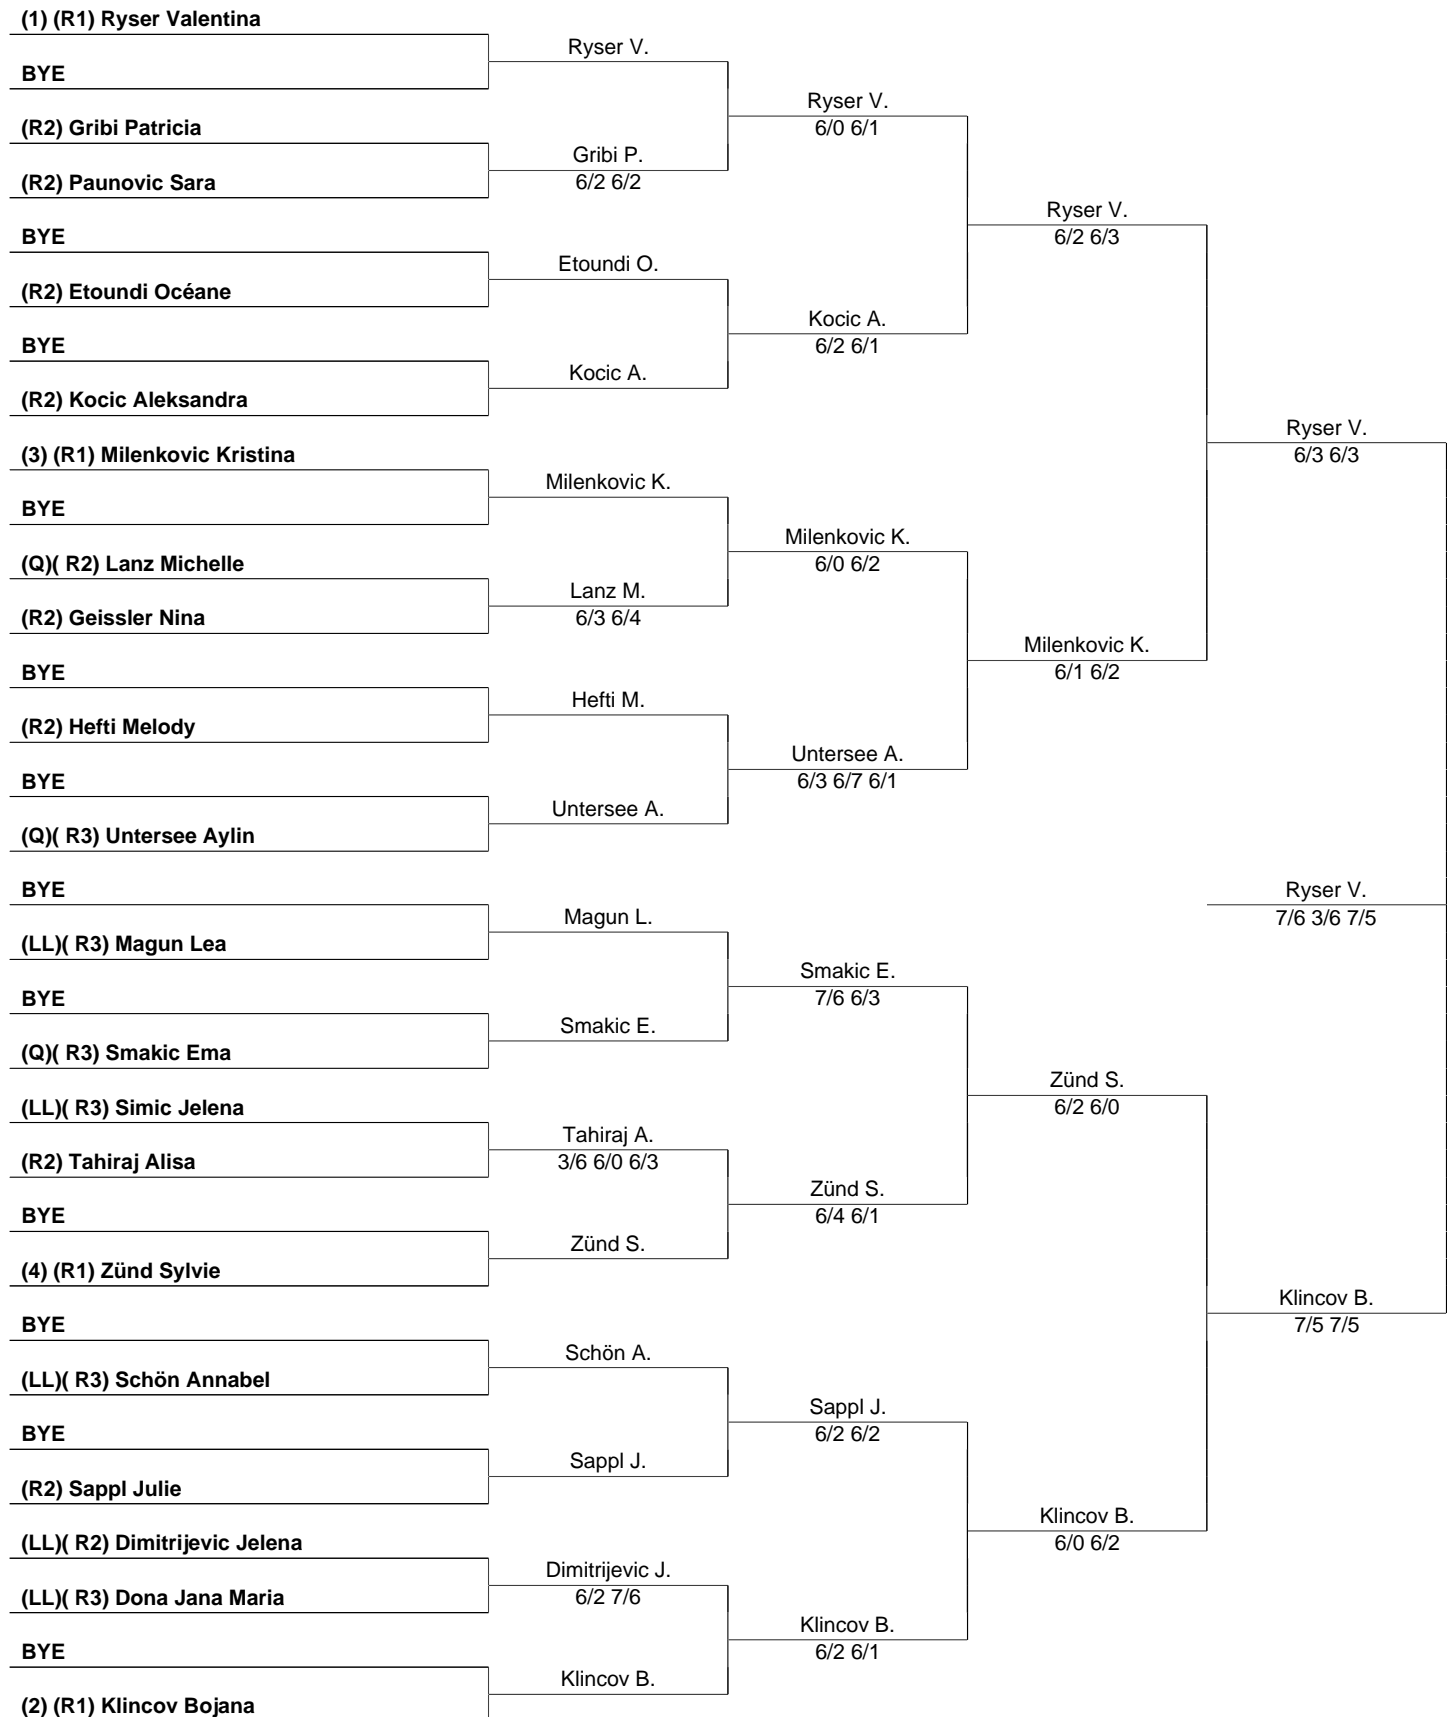 (1) (R1) Ryser Valentina
BYE
(R2) Gribi Patricia
(R2) Paunovic Sara
BYE
(R2) Etoundi Océane
BYE
(R2) Kocic Aleksandra
(3) (R1) Milenkovic Kristina
BYE
(Q)( R2) Lanz Michelle
(R2) Geissler Nina
BYE
(R2) Hefti Melody
BYE
(Q)( R3) Untersee Aylin
BYE
(LL)( R3) Magun Lea
BYE
(Q)( R3) Smakic Ema
(LL)( R3) Simic Jelena
(R2) Tahiraj Alisa
BYE
(4) (R1) Zünd Sylvie
BYE
(LL)( R3) Schön Annabel
BYE
(R2) Sappl Julie
(LL)( R2) Dimitrijevic Jelena
(LL)( R3) Dona Jana Maria
BYE
(2) (R1) Klincov Bojana
Ryser V.
Gribi P.
6/2 6/2
Etoundi O.
Kocic A.
Milenkovic K.
Lanz M.
6/3 6/4
Hefti M.
Untersee A.
Magun L.
Smakic E.
Tahiraj A.
3/6 6/0 6/3
Zünd S.
Schön A.
Sappl J.
Dimitrijevic J.
6/2 7/6
Klincov B.
Ryser V.
6/0 6/1
Kocic A.
6/2 6/1
Milenkovic K.
6/0 6/2
Untersee A.
6/3 6/7 6/1
Smakic E.
7/6 6/3
Zünd S.
6/4 6/1
Sappl J.
6/2 6/2
Klincov B.
6/2 6/1
Ryser V.
6/2 6/3
Milenkovic K.
6/1 6/2
Zünd S.
6/2 6/0
Klincov B.
6/0 6/2
Ryser V.
6/3 6/3
Ryser V.
7/6 3/6 7/5
Klincov B.
7/5 7/5